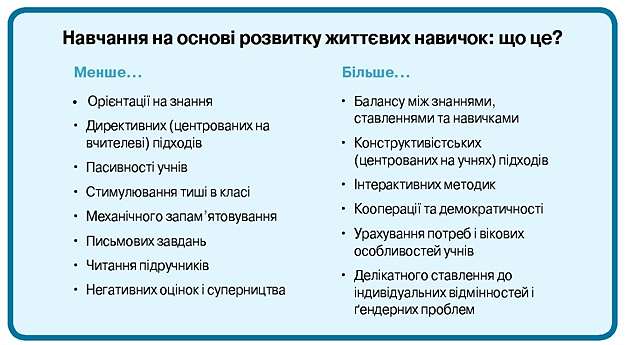 Навчання на основі розвитку життєвих навичок: що це?
Менше...
• Орієнтації на знання
• Директивних (центрованих на
вчителеві) підходів
• Пасивності учнів
• Стимулювання тиші в класі
• Механічного запам'ятовування
• Письмових завдань
• Читання підручників
• Негативних оцінок і суперництва
Більше...
• Балансу між знаннями,
ставленнями та навичками
• Конструктивістських
(центрованих на учнях) підходів
• Інтерактивних методик
• Кооперації та демократичності
• Урахування потреб і вікових
особливостей учнів
• Делікатного ставлення до
індивідуальних відмінностей і
ґендерних проблем